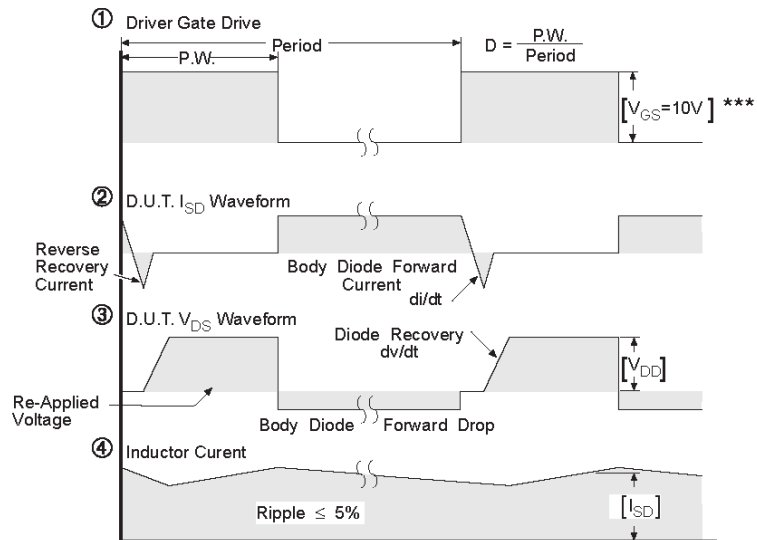 ① Driver Gate Drive
P.W.
Period
D = P.W.
Period
[VGS=10V] ***
② D.U.T. ISD Waveform
Reverse
Recovery
Current
Body Diode Forward
Current
di/dt
③ D.U.T. VDS Waveform
Diode Recovery
dv/dt
[VDD]
Re-Applied
Voltage
Body Diode Forward Drop
④ Inductor Curent
Ripple ≤ 5%
[ISD]